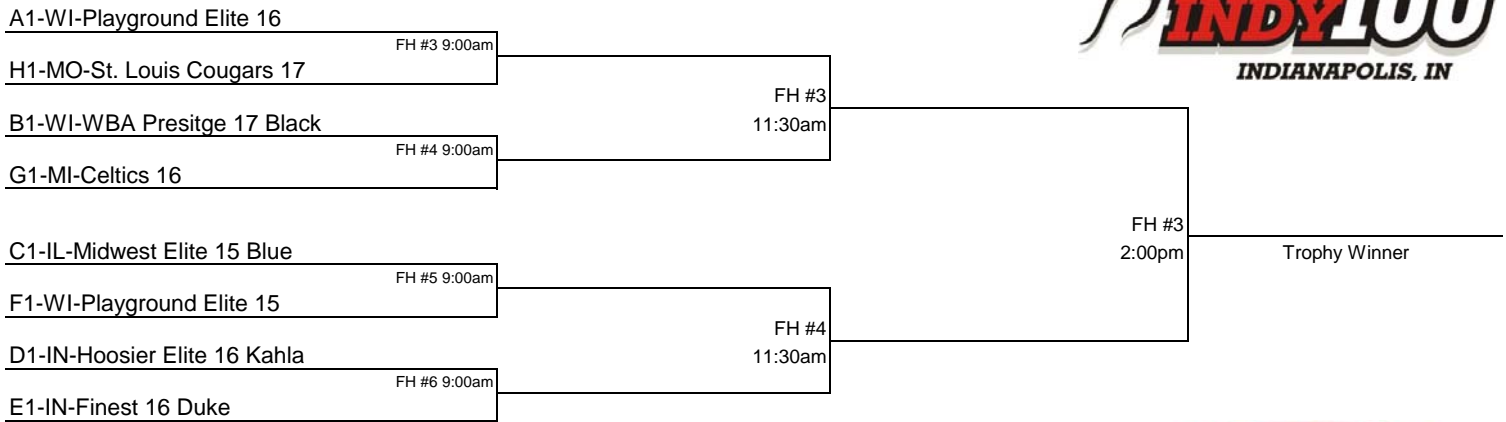 A1-WI-Playground Elite 16
FH #3 9:00am
H1-MO-St. Louis Cougars 17
B1-WI-WBA Presitge 17 Black
FH #4 9:00am
G1-MI-Celtics 16
FH #3
11:30am
C1-IL-Midwest Elite 15 Blue
FH #5 9:00am
F1-WI-Playground Elite 15
D1-IN-Hoosier Elite 16 Kahla
FH #6 9:00am
E1-IN-Finest 16 Duke
FH #4
11:30am
FH #3
2:00pm
Trophy Winner
INDY100
INDIANAPOLIS, IN